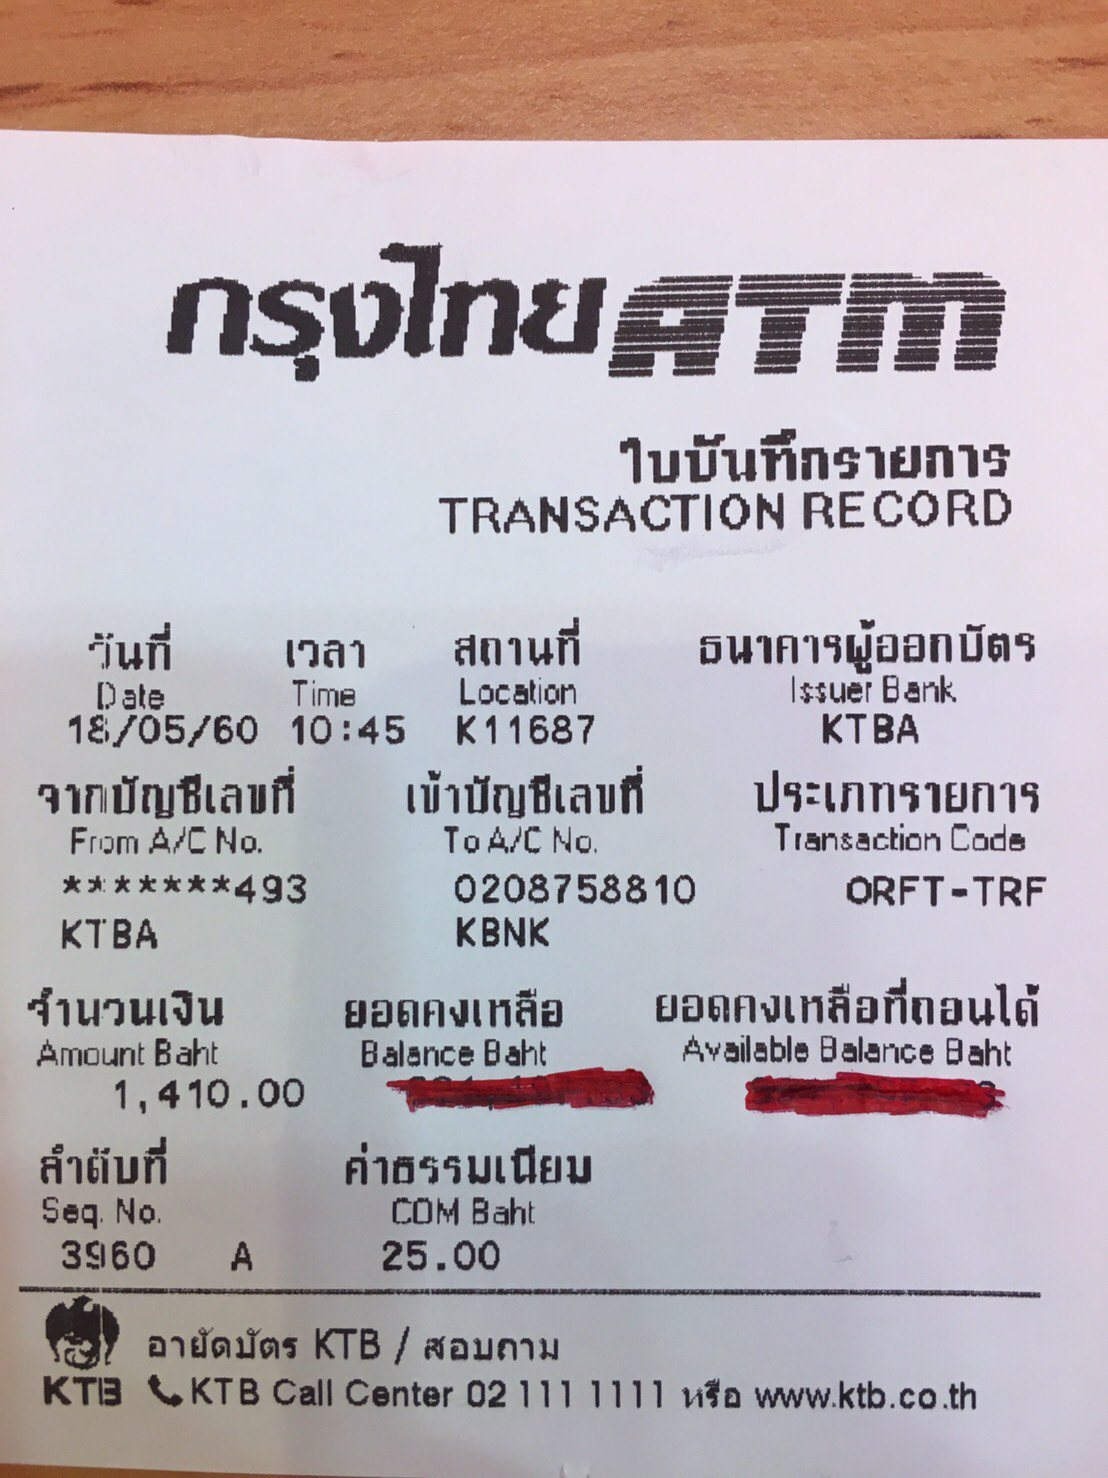 กรุงไทย ATM
ใบบันทึกรายการ
TRANSACTION RECORD
วันที่ เวลา สถานที่ ธนาคารผู้ออกบัตร
Date Time Location Issuer Bank
18/05/60 10:45 K11687 KTBA
จากบัญชีเลขที่ เข้าบัญชีเลขที่ ประเภทรายการ
From A/C No. To A/C No. Transaction Code
*******493 0208758810 ORFT-TRF
KTBA KBNK
จำนวนเงิน ยอดคงเหลือ ยอดคงเหลือที่ถอนได้
Amount Baht Balance Baht Available Balance Baht
1,410.00
ลำดับที่ ค่าธรรมเนียม
Seq. No. COM Baht
3960 A 25.00
อายัดบัตร KTB / สอบถาม
KTB KTB Call Center 02 111 1111 หรือ www.ktb.co.th